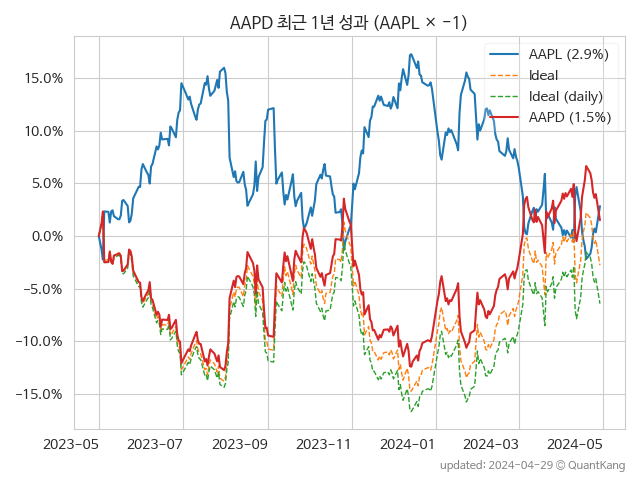 AAPD 최근 1년 성과 (AAPL × −1)
AAPL (2.9%)
Ideal
Ideal (daily)
AAPD (1.5%)
15.0%
10.0%
5.0%
0.0%
−5.0%
−10.0%
−15.0%
2023-05 2023-07 2023-09 2023-11 2024-01 2024-03 2024-05
updated: 2024-04-29 © QuantKang